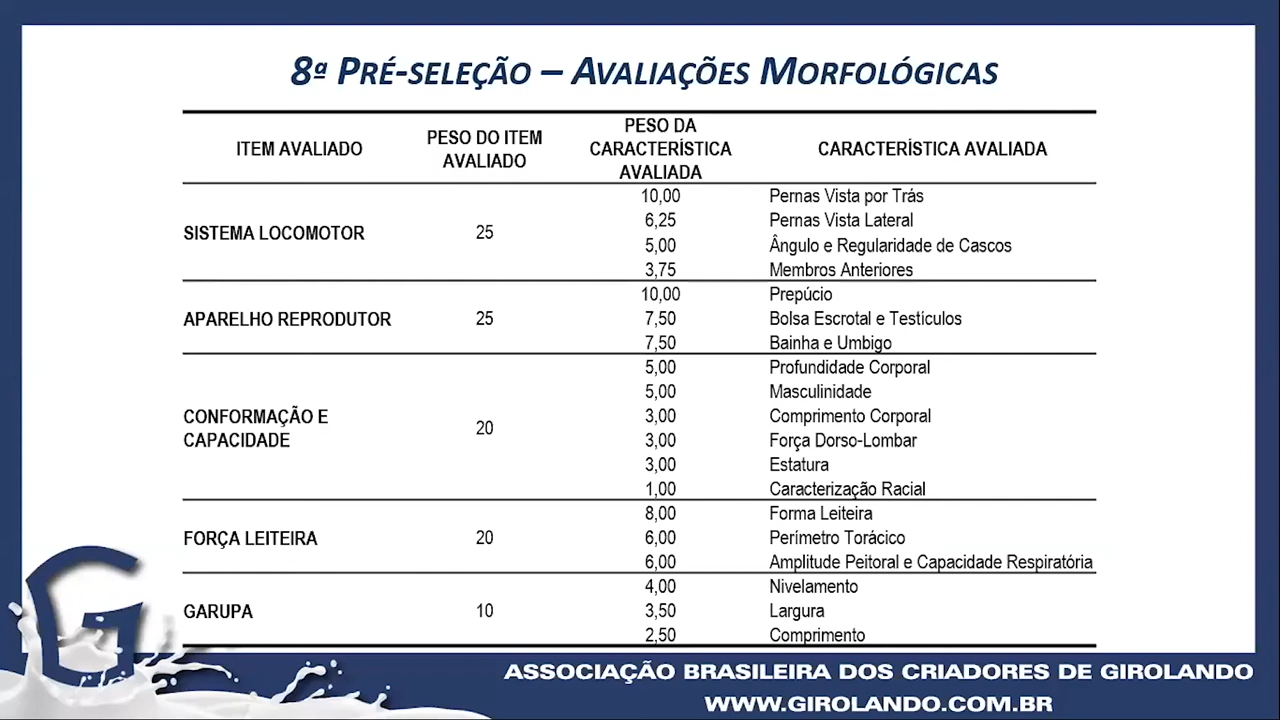 8ª PRÉ-SELEÇÃO – AVALIAÇÕES MORFOLÓGICAS
ITEM AVALIADO PESO DO ITEM AVALIADO PESO DA CARACTERÍSTICA AVALIADA CARACTERÍSTICA AVALIADA
SISTEMA LOCOMOTOR 25 10,00 Pernas Vista por Trás
6,25 Pernas Vista Lateral
5,00 Ângulo e Regularidade de Cascos
3,75 Membros Anteriores
APARELHO REPRODUTOR 25 10,00 Prepúcio
7,50 Bolsa Escrotal e Testículos
7,50 Bainha e Umbigo
CONFORMAÇÃO E CAPACIDADE 20 5,00 Profundidade Corporal
5,00 Masculinidade
3,00 Comprimento Corporal
3,00 Força Dorso-Lombar
3,00 Estatura
1,00 Caracterização Racial
FORÇA LEITEIRA 20 8,00 Forma Leiteira
6,00 Perímetro Torácico
6,00 Amplitude Peitoral e Capacidade Respiratória
GARUPA 10 4,00 Nivelamento
3,50 Largura
2,50 Comprimento
G
ASSOCIAÇÃO BRASILEIRA DOS CRIADORES DE GIROLANDO
WWW.GIROLANDO.COM.BR